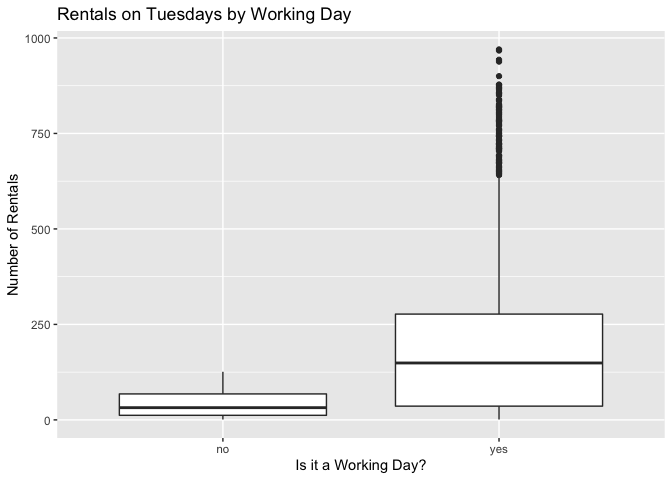 Rentals on Tuesdays by Working Day
1000
750
500
250
0
Number of Rentals
no
yes
Is it a Working Day?